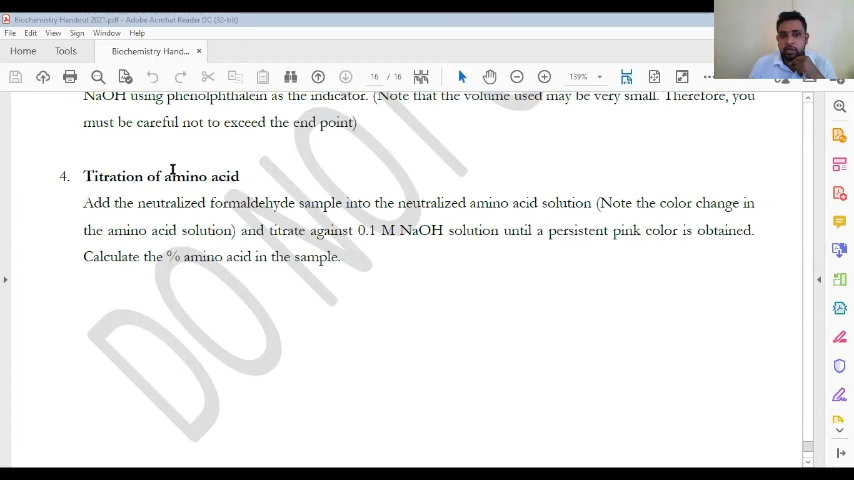 Biochemistry Handout 2021.pdf - Adobe Acrobat Reader DC (32-bit)
File Edit View Sign Window Help
Home Tools Biochemistry Hand... ×
16 / 16 139%
NaOH using phenolphthalein as the indicator. (Note that the volume used may be very small. Therefore, you
must be careful not to exceed the end point)
4. Titration of amino acid
Add the neutralized formaldehyde sample into the neutralized amino acid solution (Note the color change in
the amino acid solution) and titrate against 0.1 M NaOH solution until a persistent pink color is obtained.
Calculate the % amino acid in the sample.
DO NO